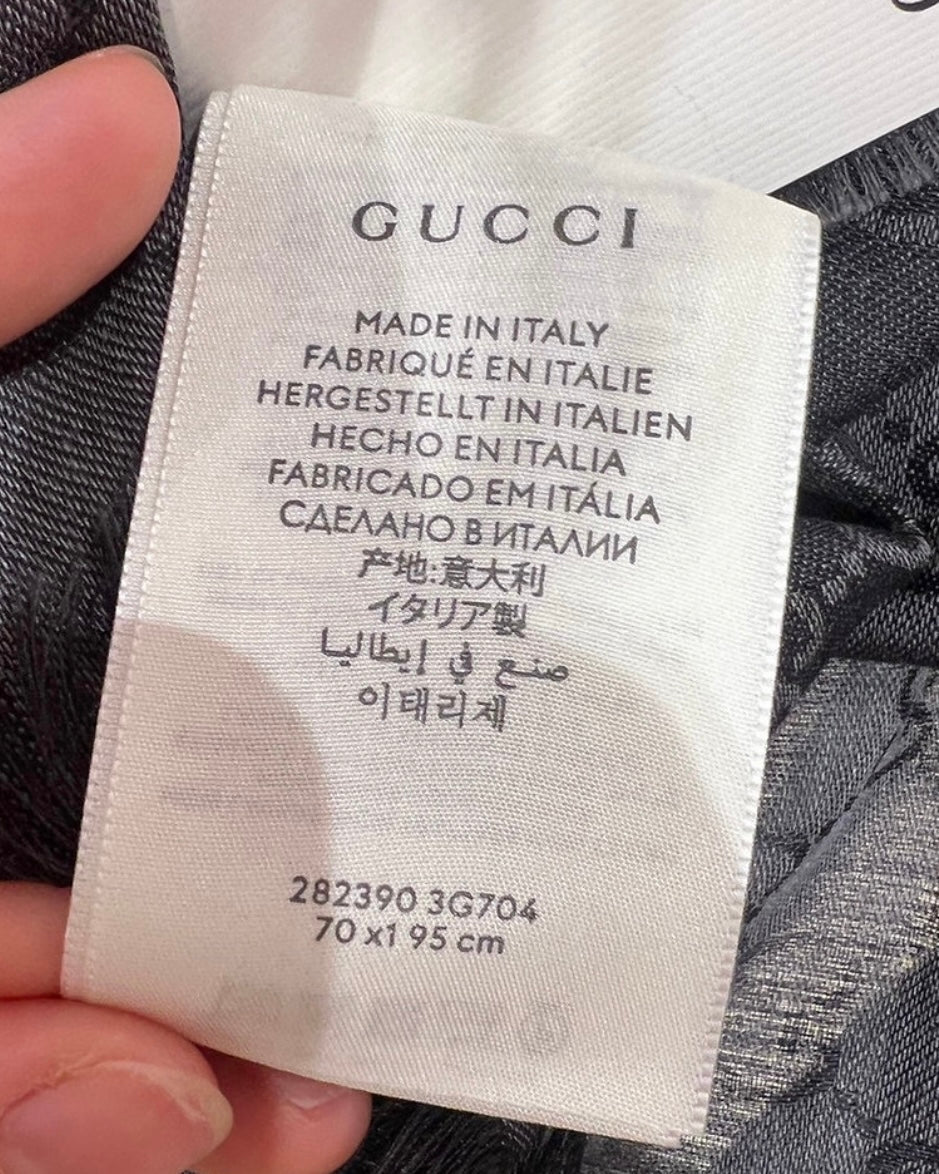 GUCCI
MADE IN ITALY
FABRIQUÉ EN ITALIE
HERGESTELLT IN ITALIEN
HECHO EN ITALIA
FABRICADO EM ITÁLIA
СДЕЛАНО В ИТАЛИИ
产地:意大利
イタリア製
صنع في إيطاليا
이태리제
282390 3G704
70 x1 95 cm